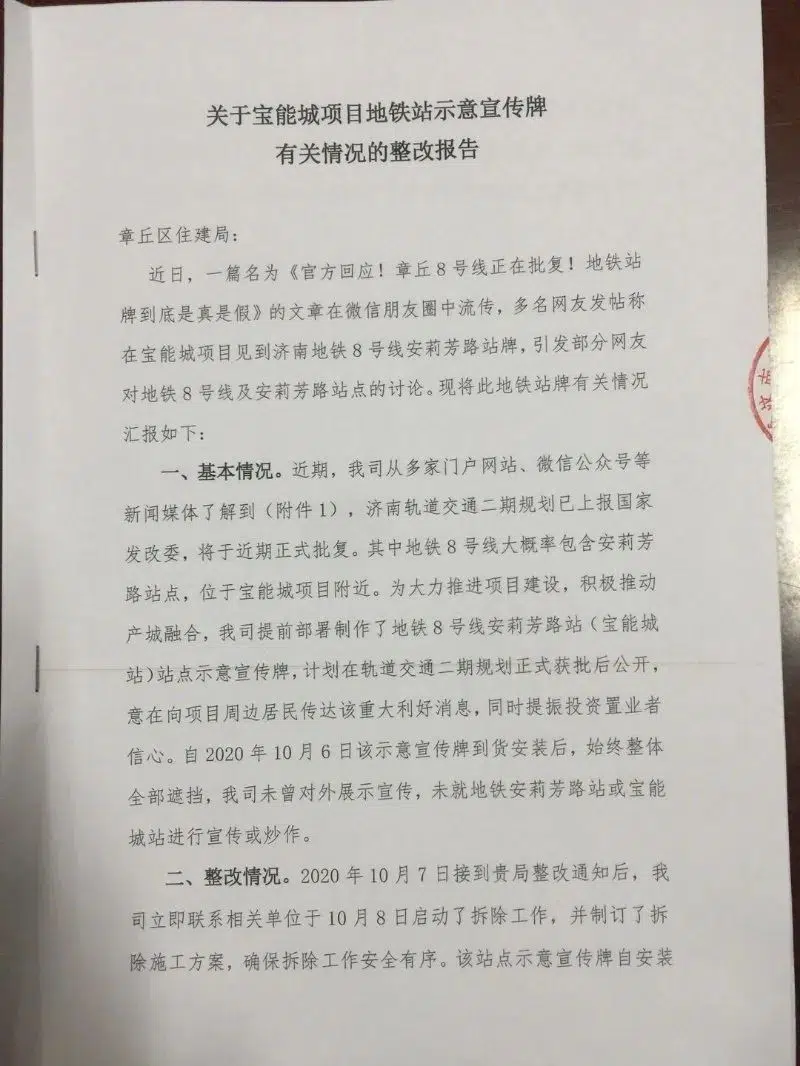 关于宝能城项目地铁站示意宣传牌
有关情况的整改报告
章丘区住建局：
近日，一篇名为《官方回应！章丘8号线正在批复！地铁站
牌到底是真是假》的文章在微信朋友圈中流传，多名网友发帖称
在宝能城项目见到济南地铁8号线安莉芳路站牌，引发部分网友
对地铁8号线及安莉芳路站点的讨论。现将此地铁站牌有关情况
汇报如下：
一、基本情况。近期，我司从多家门户网站、微信公众号等
新闻媒体了解到（附件1），济南轨道交通二期规划已上报国家
发改委，将于近期正式批复。其中地铁8号线大概率包含安莉芳
路站点，位于宝能城项目附近。为大力推进项目建设，积极推动
产城融合，我司提前部署制作了地铁8号线安莉芳路站（宝能城
站）站点示意宣传牌，计划在轨道交通二期规划正式获批后公开，
意在向项目周边居民传达该重大利好消息，同时提振投资置业者
信心。自2020年10月6日该示意宣传牌到货安装后，始终整体
全部遮挡，我司未曾对外展示宣传，未就地铁安莉芳路站或宝能
城站进行宣传或炒作。
二、整改情况。2020年10月7日接到贵局整改通知后，我
司立即联系相关单位于10月8日启动了拆除工作，并制订了拆
除施工方案，确保拆除工作安全有序。该站点示意宣传牌自安装